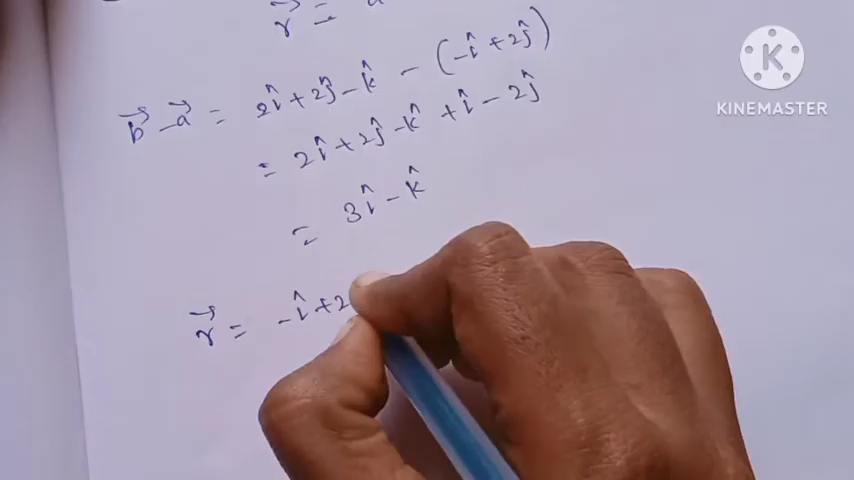 r⃗ = a
b⃗ - a⃗ = 2î + 2ĵ - k̂ - (-î + 2ĵ)
= 2î + 2ĵ - k̂ + î - 2ĵ
= 3î - k̂
r⃗ = -î + 2
KINEMASTER